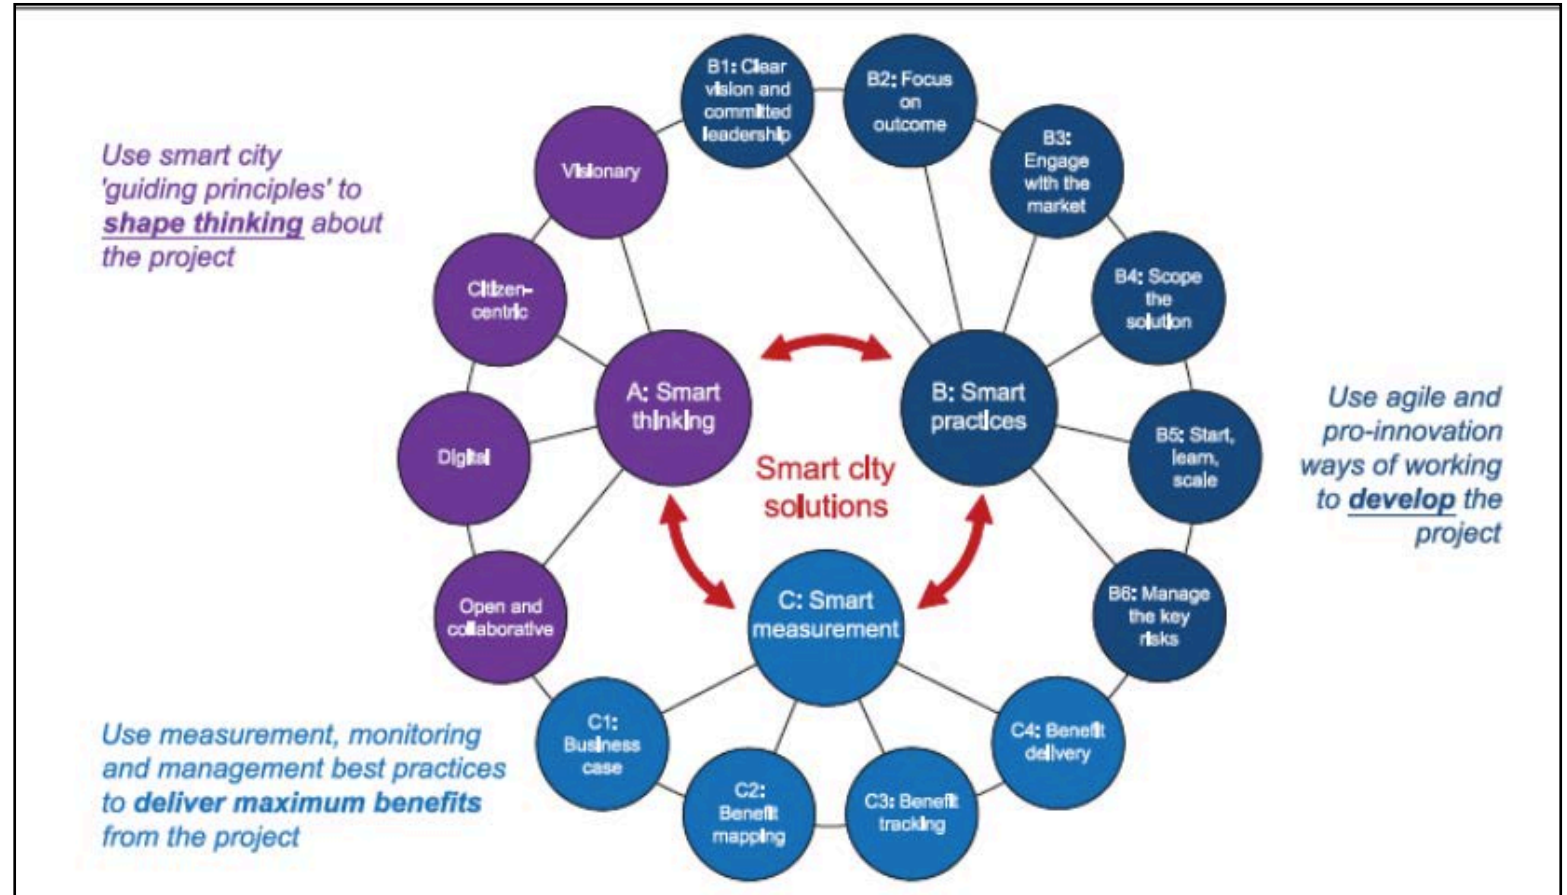 Use smart city
'guiding principles' to
shape thinking about
the project
Visionary
Citizen-
centric
Digital
Open and
collaborative
A: Smart
thinking
B1: Clear
vision and
committed
leadership
B2: Focus
on
outcome
B3:
Engage
with the
market
B4: Scope
the
solution
B5: Start,
learn,
scale
B6: Manage
the key
risks
B: Smart
practices
Use agile and
pro-innovation
ways of working
to develop the
project
Smart city
solutions
C: Smart
measurement
C1:
Business
case
C2:
Benefit
mapping
C3: Benefit
tracking
C4: Benefit
delivery
Use measurement, monitoring
and management best practices
to deliver maximum benefits
from the project